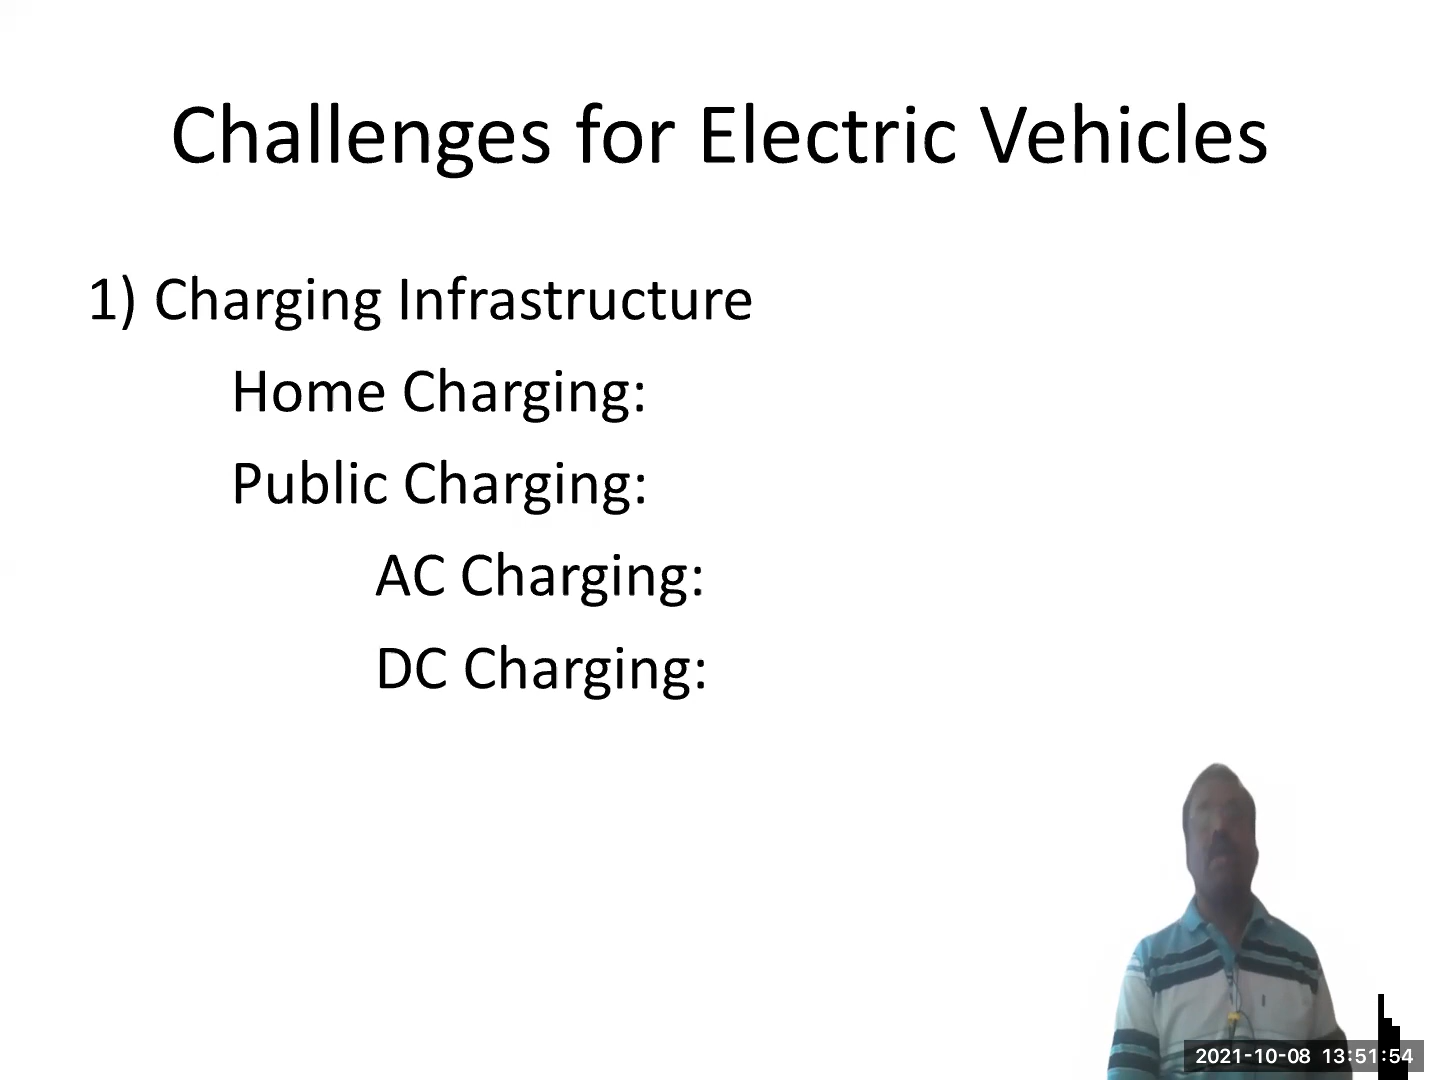 Challenges for Electric Vehicles
1) Charging Infrastructure
Home Charging:
Public Charging:
AC Charging:
DC Charging:
2021-10-08 13:51:54